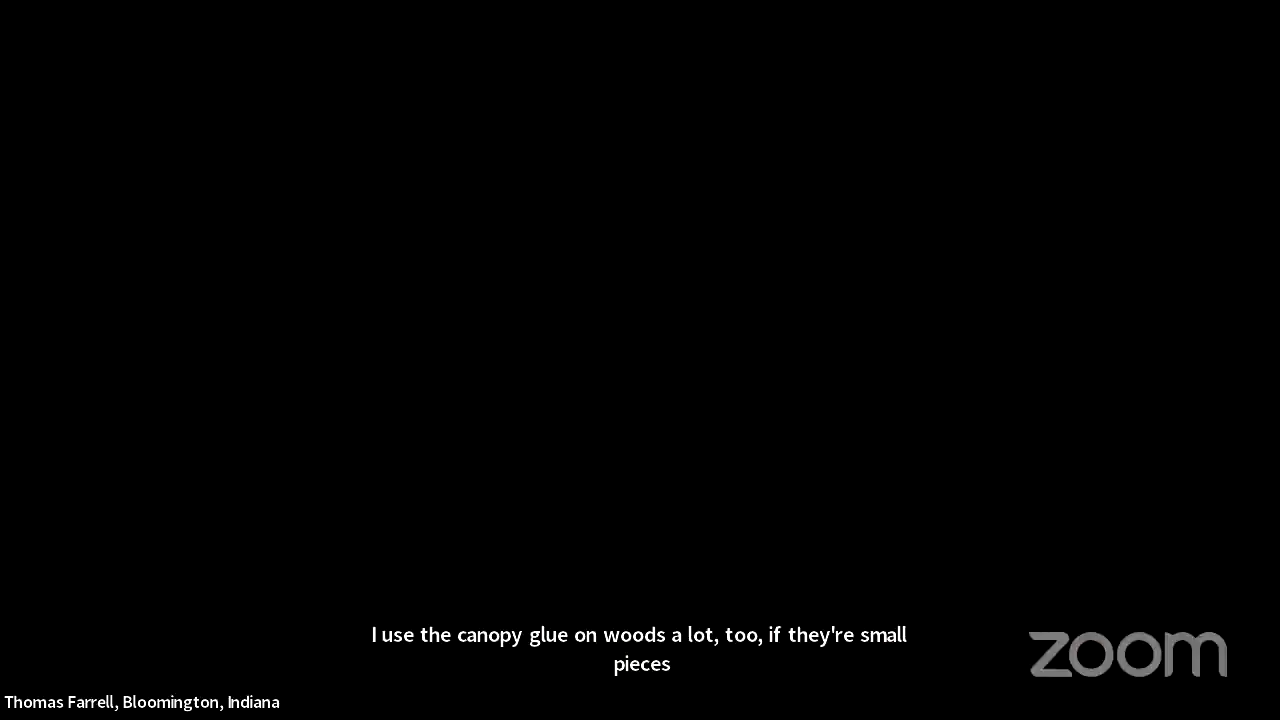 I use the canopy glue on woods a lot, too, if they're small
pieces
zoom
Thomas Farrell, Bloomington, Indiana